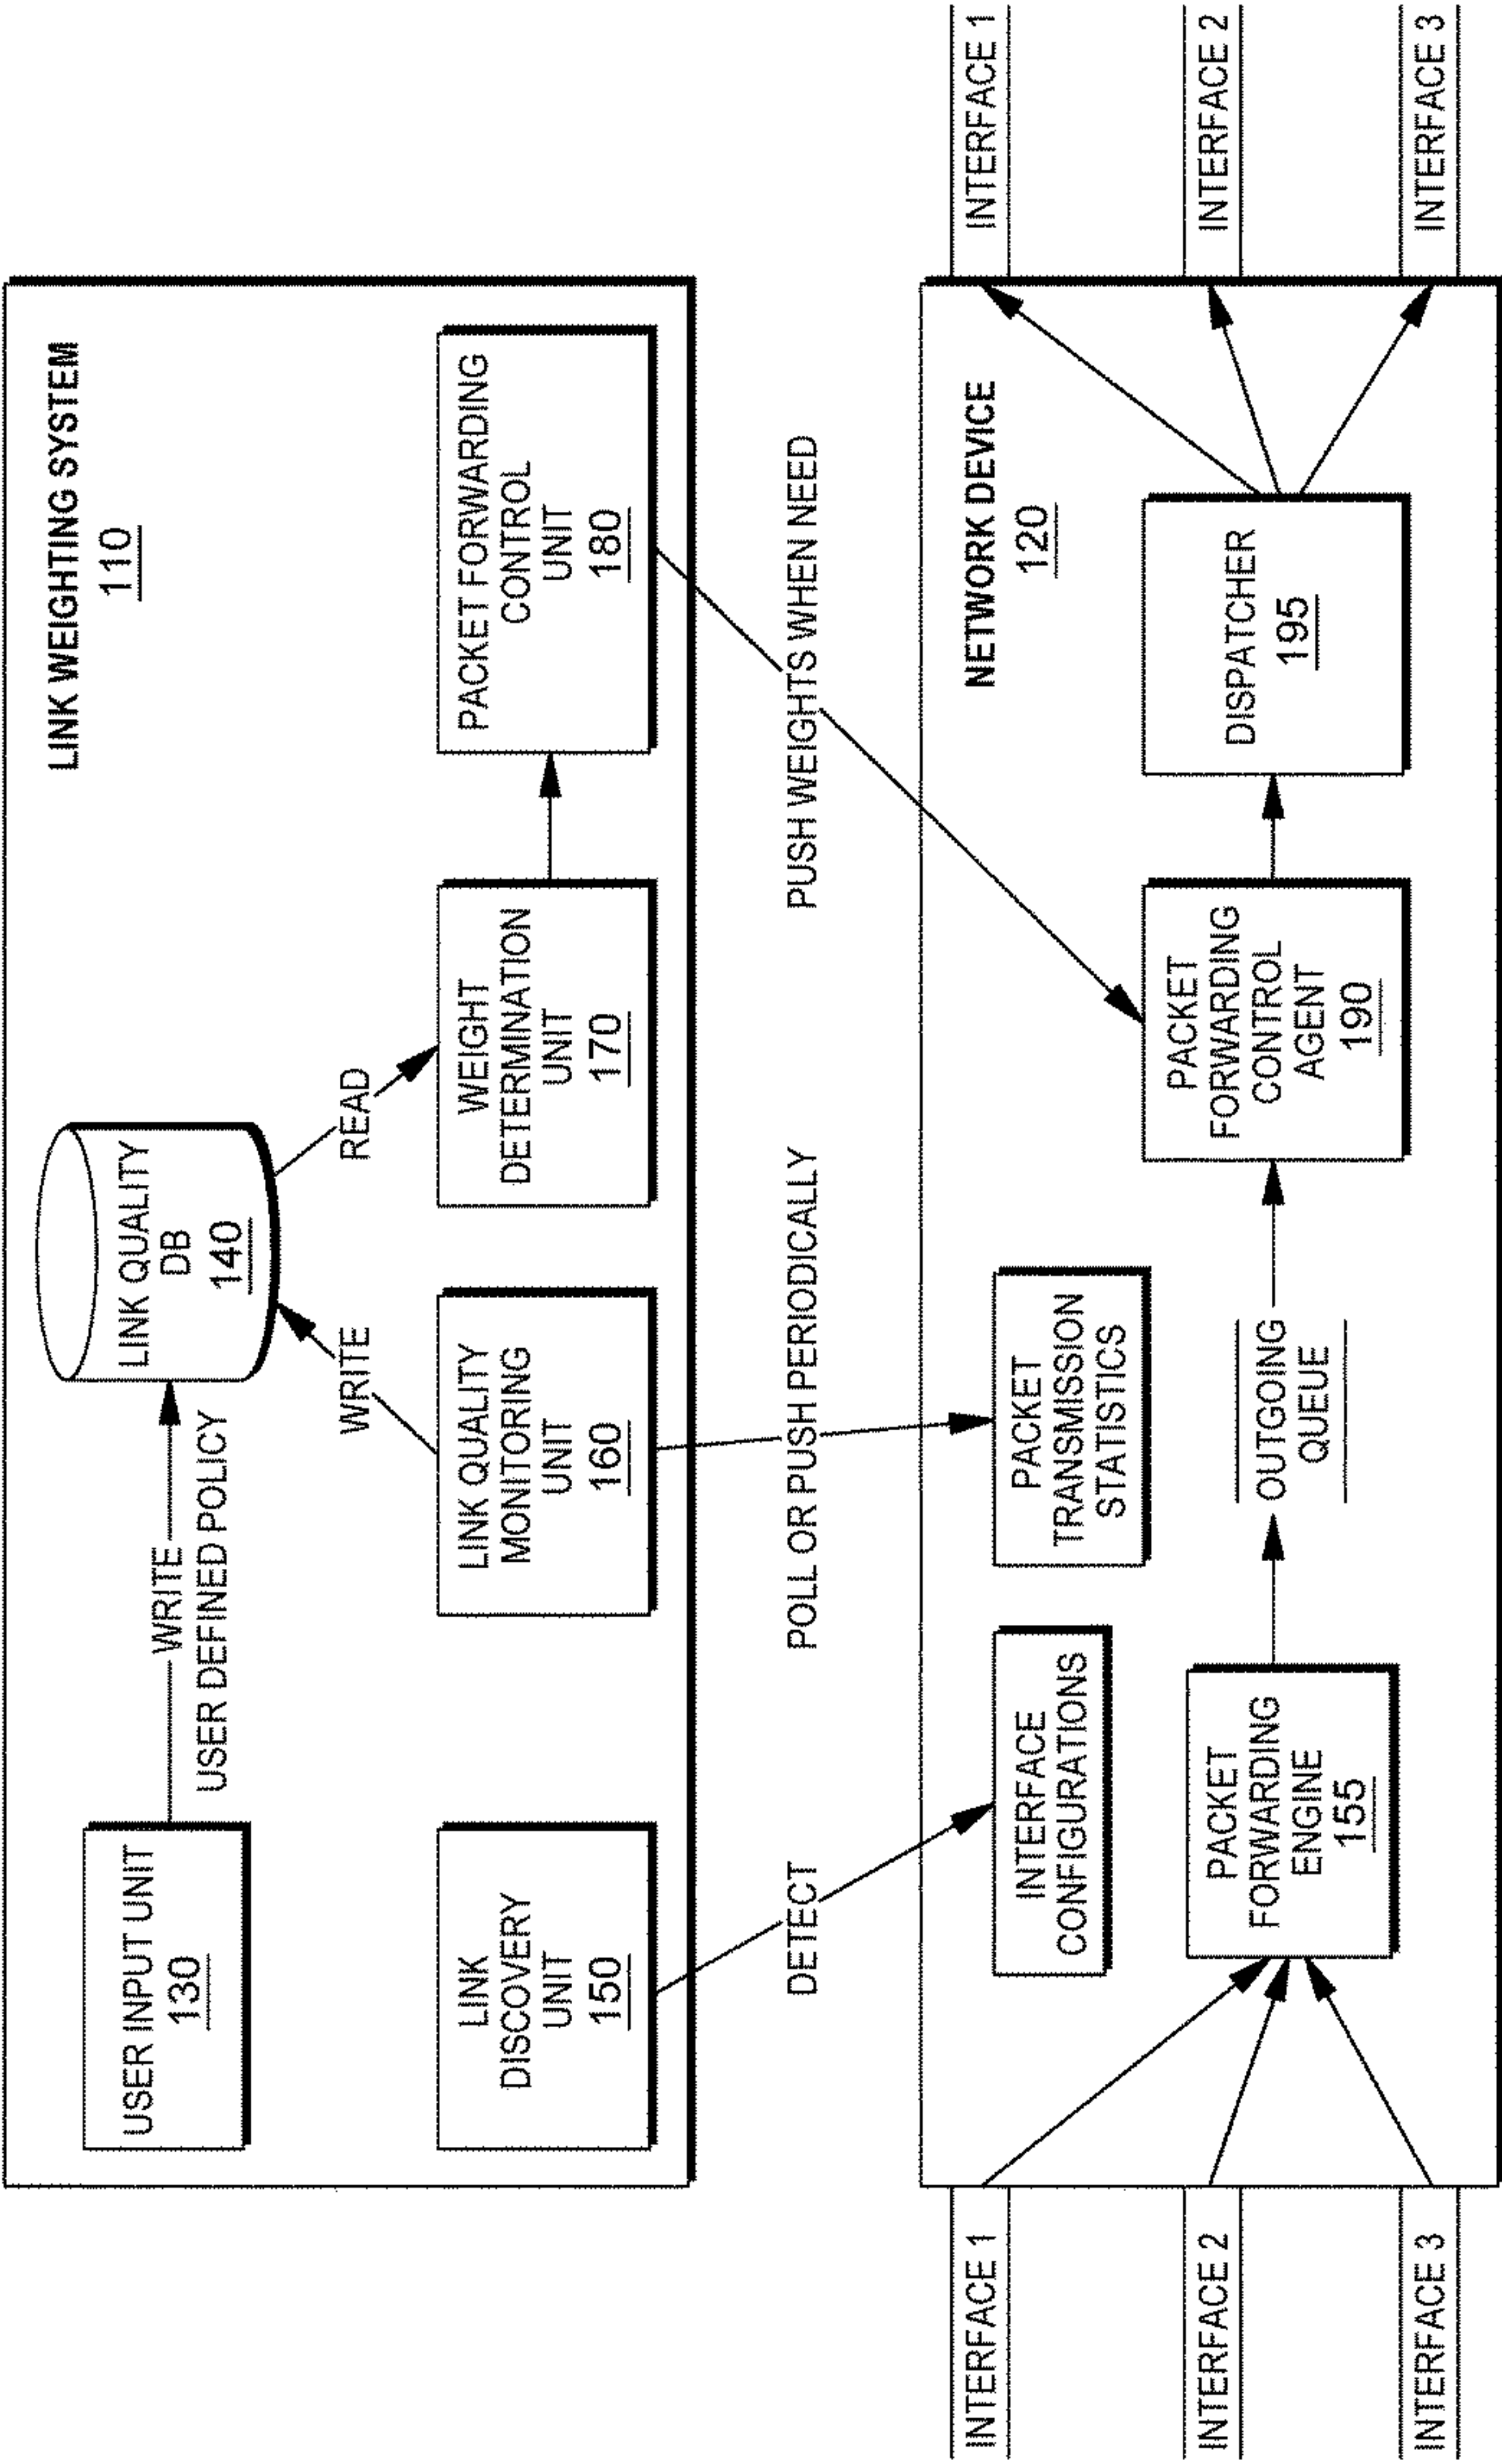 LINK WEIGHTING SYSTEM
110
USER INPUT UNIT
130
WRITE
USER DEFINED POLICY
LINK QUALITY
DB
140
WRITE
READ
LINK
DISCOVERY
UNIT
150
LINK QUALITY
MONITORING
UNIT
160
WEIGHT
DETERMINATION
UNIT
170
PACKET FORWARDING
CONTROL
UNIT
180
DETECT
POLL OR PUSH PERIODICALLY
PUSH WEIGHTS WHEN NEED
NETWORK DEVICE
120
INTERFACE 1
INTERFACE 2
INTERFACE 3
INTERFACE
CONFIGURATIONS
PACKET
TRANSMISSION
STATISTICS
PACKET
FORWARDING
ENGINE
155
OUTGOING
QUEUE
PACKET
FORWARDING
CONTROL
AGENT
190
DISPATCHER
195
INTERFACE 1
INTERFACE 2
INTERFACE 3